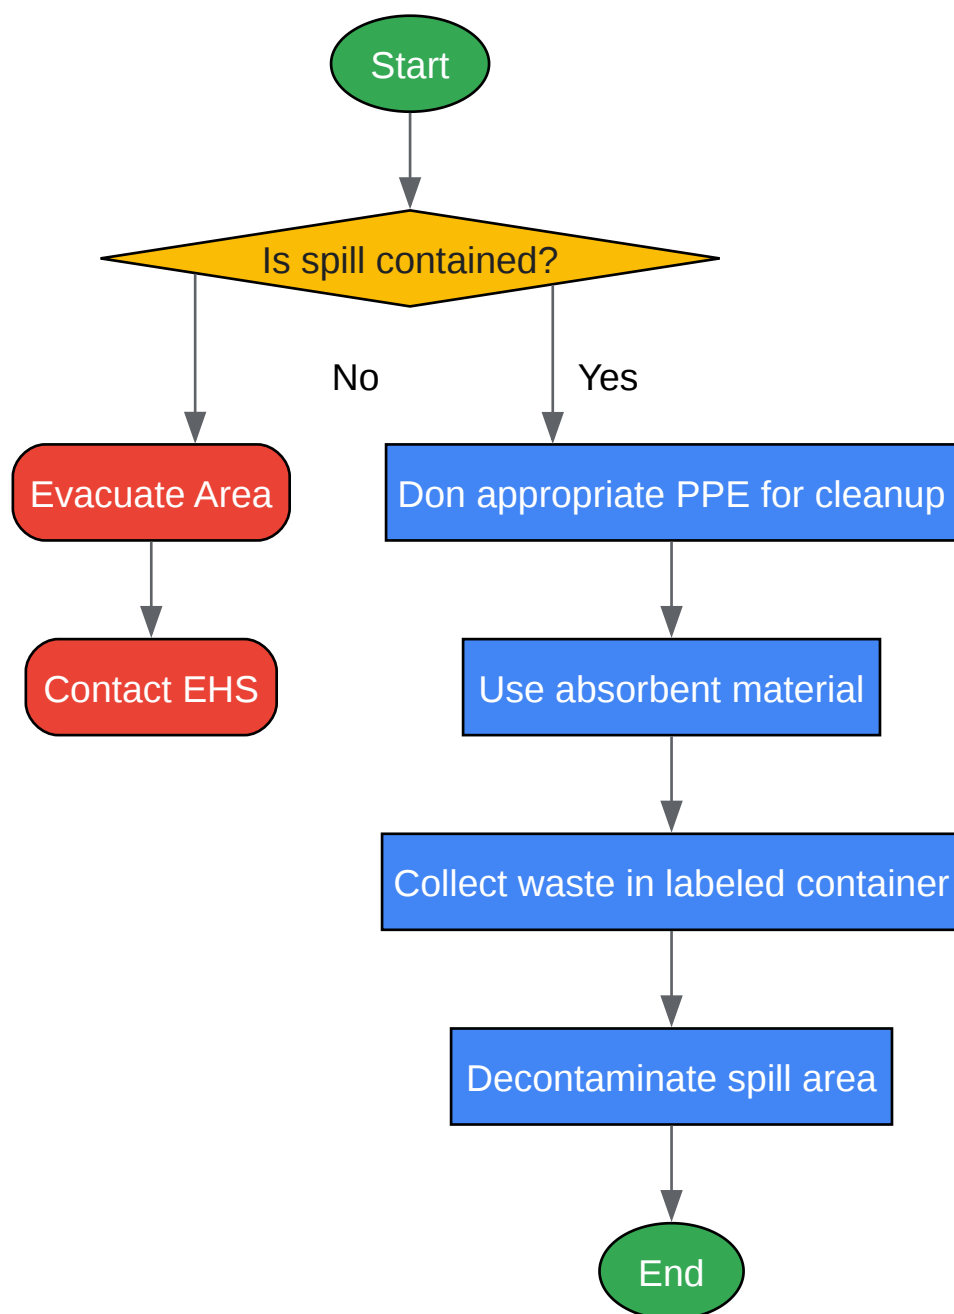 Start
Is spill contained?
No
Yes
Evacuate Area
Don appropriate PPE for cleanup
Contact EHS
Use absorbent material
Collect waste in labeled container
Decontaminate spill area
End